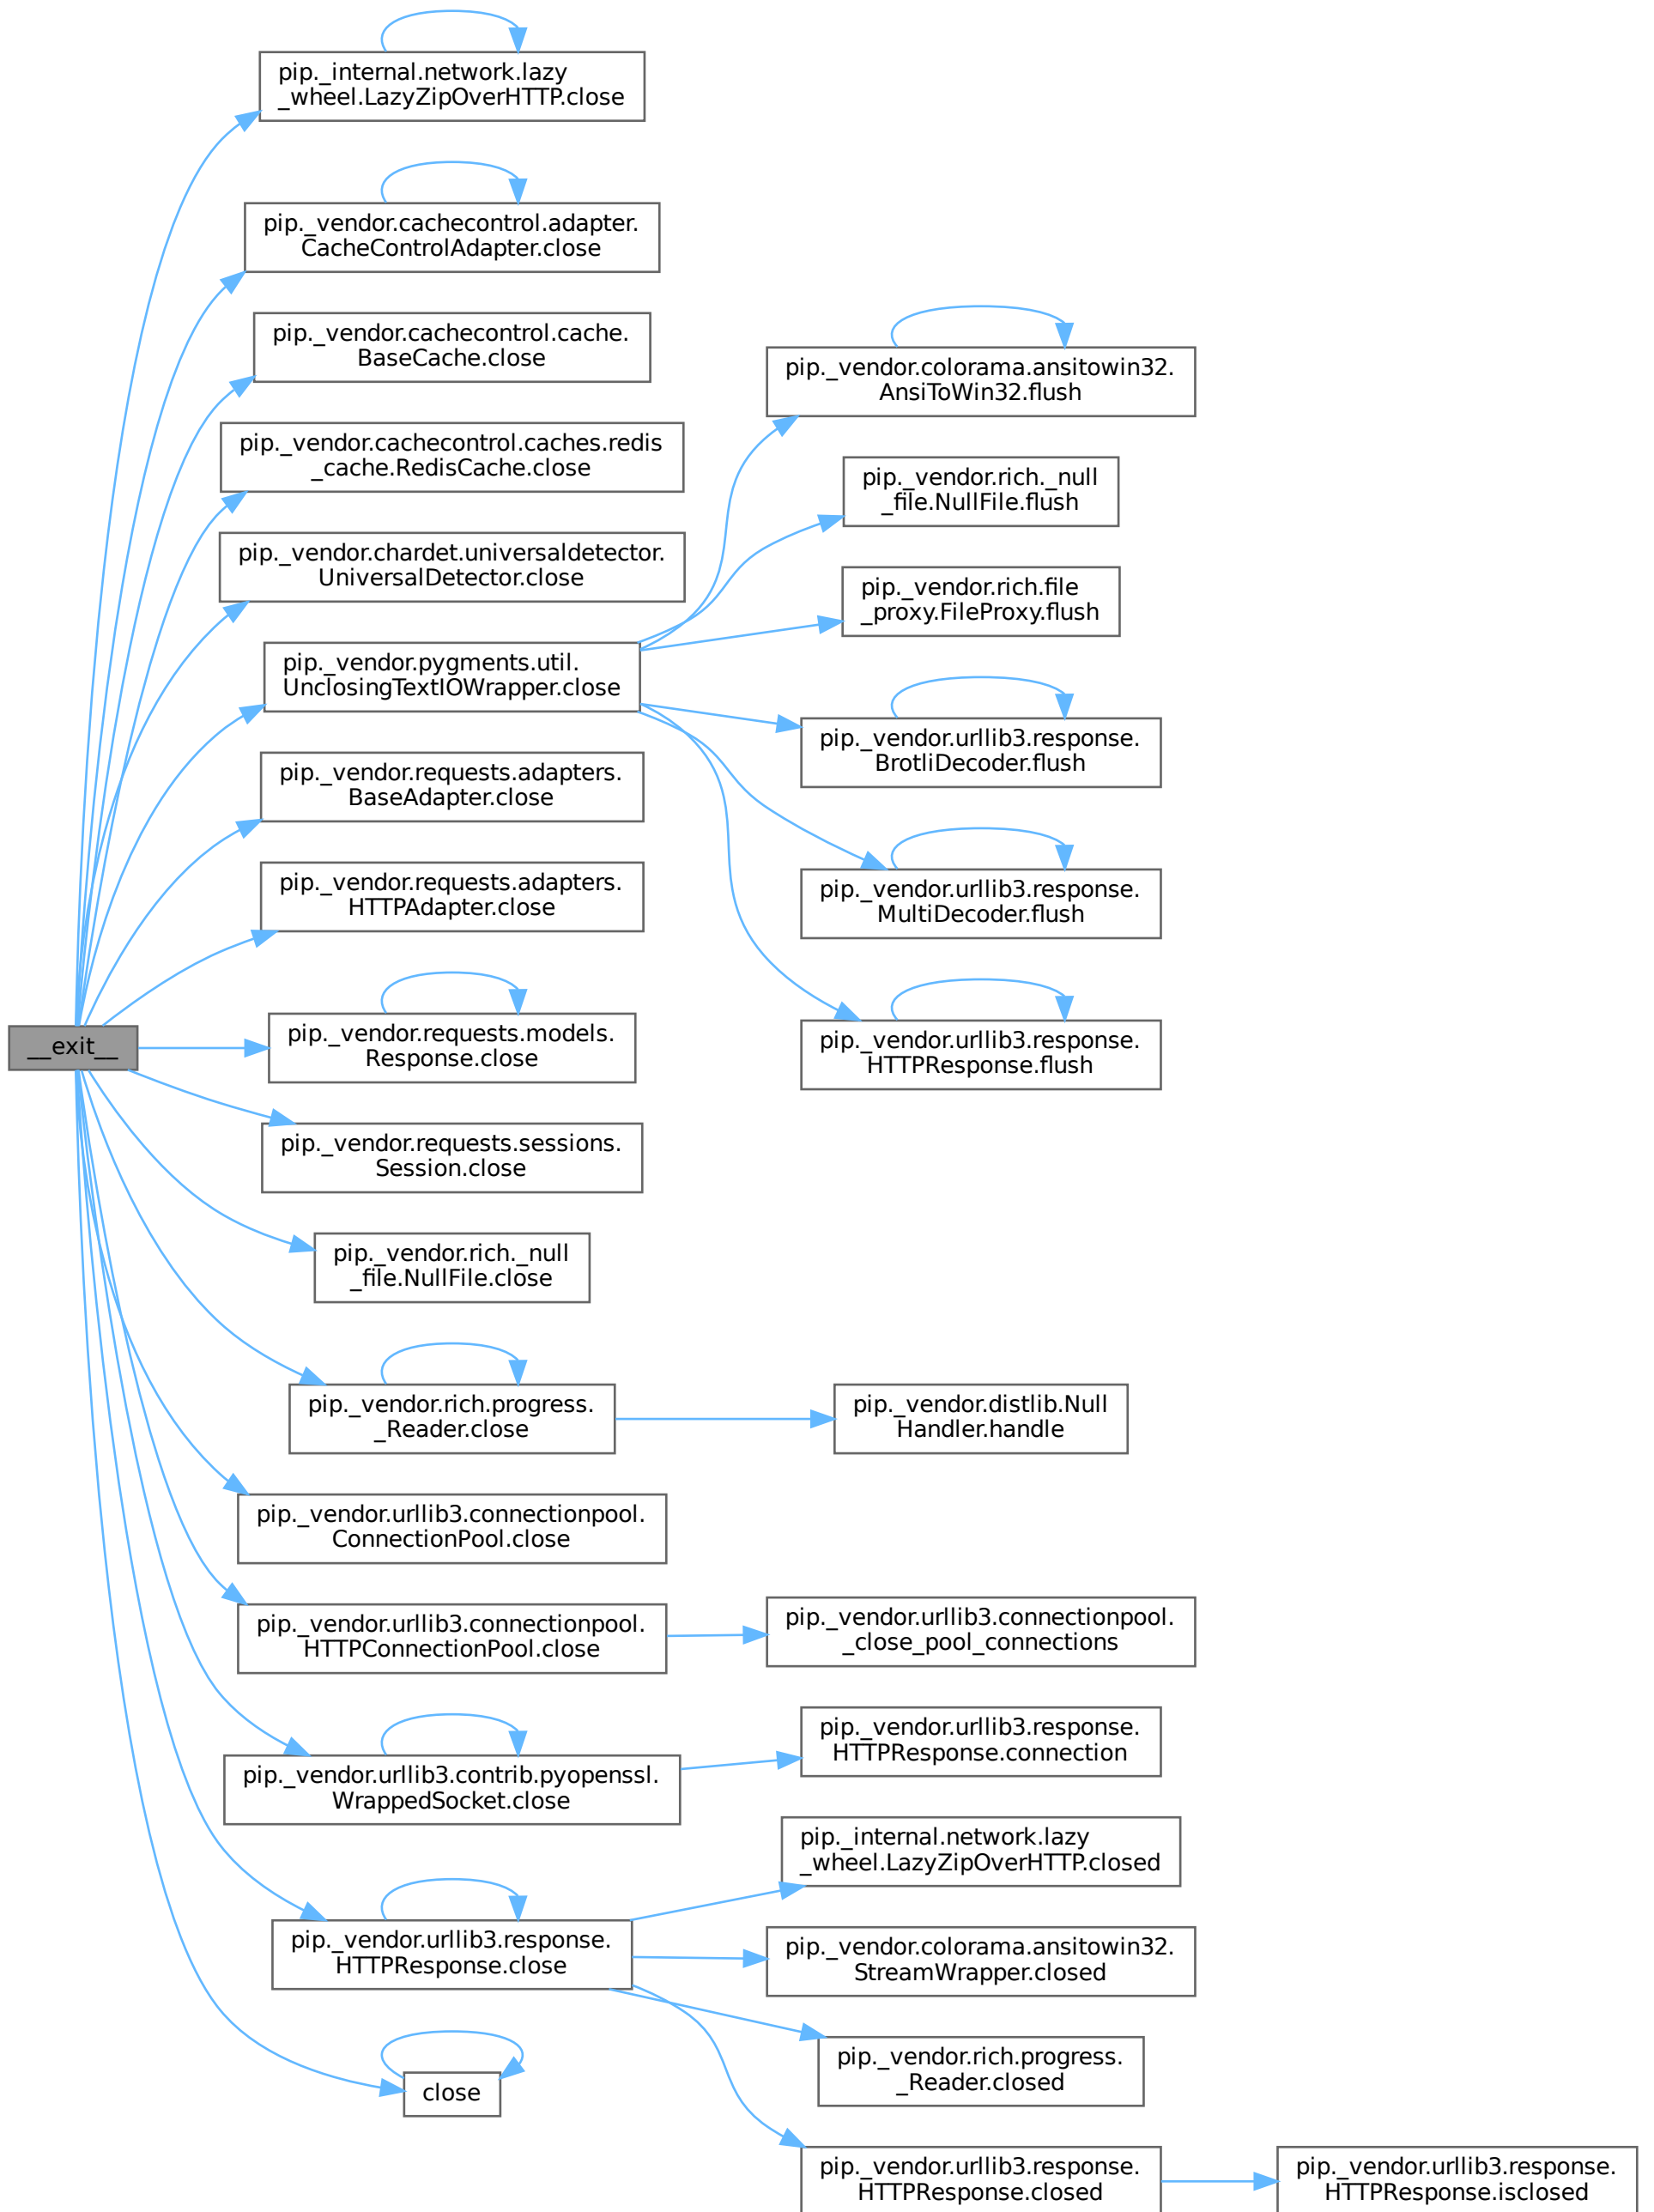 __exit__
pip._internal.network.lazy
_wheel.LazyZipOverHTTP.close
pip._vendor.cachecontrol.adapter.
CacheControlAdapter.close
pip._vendor.cachecontrol.cache.
BaseCache.close
pip._vendor.cachecontrol.caches.redis
_cache.RedisCache.close
pip._vendor.chardet.universaldetector.
UniversalDetector.close
pip._vendor.pygments.util.
UnclosingTextIOWrapper.close
pip._vendor.requests.adapters.
BaseAdapter.close
pip._vendor.requests.adapters.
HTTPAdapter.close
pip._vendor.requests.models.
Response.close
pip._vendor.requests.sessions.
Session.close
pip._vendor.rich._null
_file.NullFile.close
pip._vendor.rich.progress.
_Reader.close
pip._vendor.urllib3.connectionpool.
ConnectionPool.close
pip._vendor.urllib3.connectionpool.
HTTPConnectionPool.close
pip._vendor.urllib3.contrib.pyopenssl.
WrappedSocket.close
pip._vendor.urllib3.response.
HTTPResponse.close
close
pip._vendor.colorama.ansitowin32.
AnsiToWin32.flush
pip._vendor.rich._null
_file.NullFile.flush
pip._vendor.rich.file
_proxy.FileProxy.flush
pip._vendor.urllib3.response.
BrotliDecoder.flush
pip._vendor.urllib3.response.
MultiDecoder.flush
pip._vendor.urllib3.response.
HTTPResponse.flush
pip._vendor.distlib.Null
Handler.handle
pip._vendor.urllib3.connectionpool.
_close_pool_connections
pip._vendor.urllib3.response.
HTTPResponse.connection
pip._internal.network.lazy
_wheel.LazyZipOverHTTP.closed
pip._vendor.colorama.ansitowin32.
StreamWrapper.closed
pip._vendor.rich.progress.
_Reader.closed
pip._vendor.urllib3.response.
HTTPResponse.closed
pip._vendor.urllib3.response.
HTTPResponse.isclosed